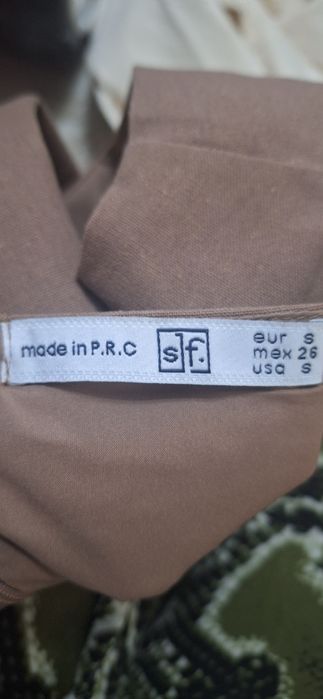 made in P.R.C
s f.
eur s
mex 26
usa s